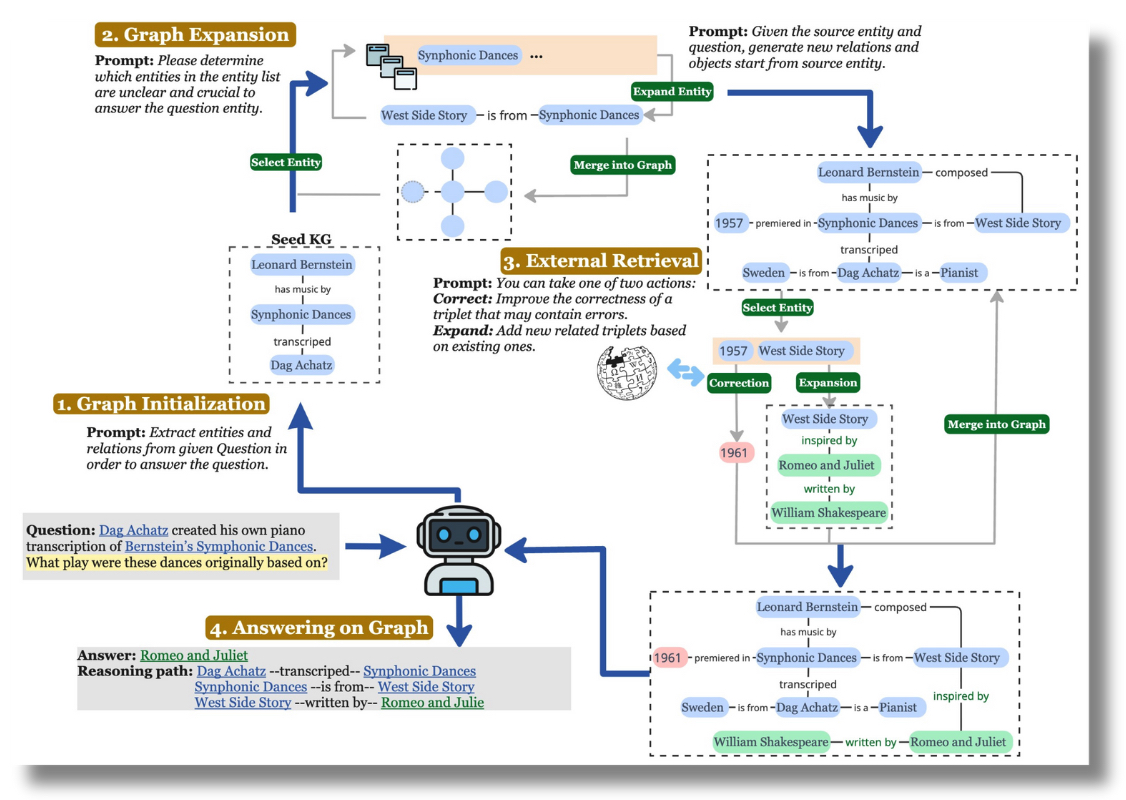 2. Graph Expansion
Prompt: Please determine
which entities in the entity list
are unclear and crucial to
answer the question entity.
Synphonic Dances ...
Prompt: Given the source entity and
question, generate new relations and
objects start from source entity.
Expand Entity
West Side Story is from Synphonic Dances
Select Entity
Merge into Graph
Seed KG
Leonard Bernstein
has music by
Synphonic Dances
transcriped
Dag Achatz
Leonard Bernstein composed
has music by
1957 premiered in Synphonic Dances is from West Side Story
transcriped
Sweden is from Dag Achatz is a Pianist
3. External Retrieval
Prompt: You can take one of two actions:
Correct: Improve the correctness of a
triplet that may contain errors.
Expand: Add new related triplets based
on existing ones.
Select Entity
1957 West Side Story
Correction
Expansion
1961
West Side Story
inspired by
Romeo and Juliet
written by
William Shakespeare
Merge into Graph
1. Graph Initialization
Prompt: Extract entities and
relations from given Question in
order to answer the question.
Question: Dag Achatz created his own piano
transcription of Bernstein's Symphonic Dances.
What play were these dances originally based on?
4. Answering on Graph
Answer: Romeo and Juliet
Reasoning path: Dag Achatz --transcriped-- Synphonic Dances
Synphonic Dances --is from-- West Side Story
West Side Story --written by-- Romeo and Julie
Leonard Bernstein composed
has music by
1961 premiered in Synphonic Dances is from West Side Story
transcriped
inspired by
Sweden is from Dag Achatz is a Pianist
William Shakespeare written by Romeo and Juliet